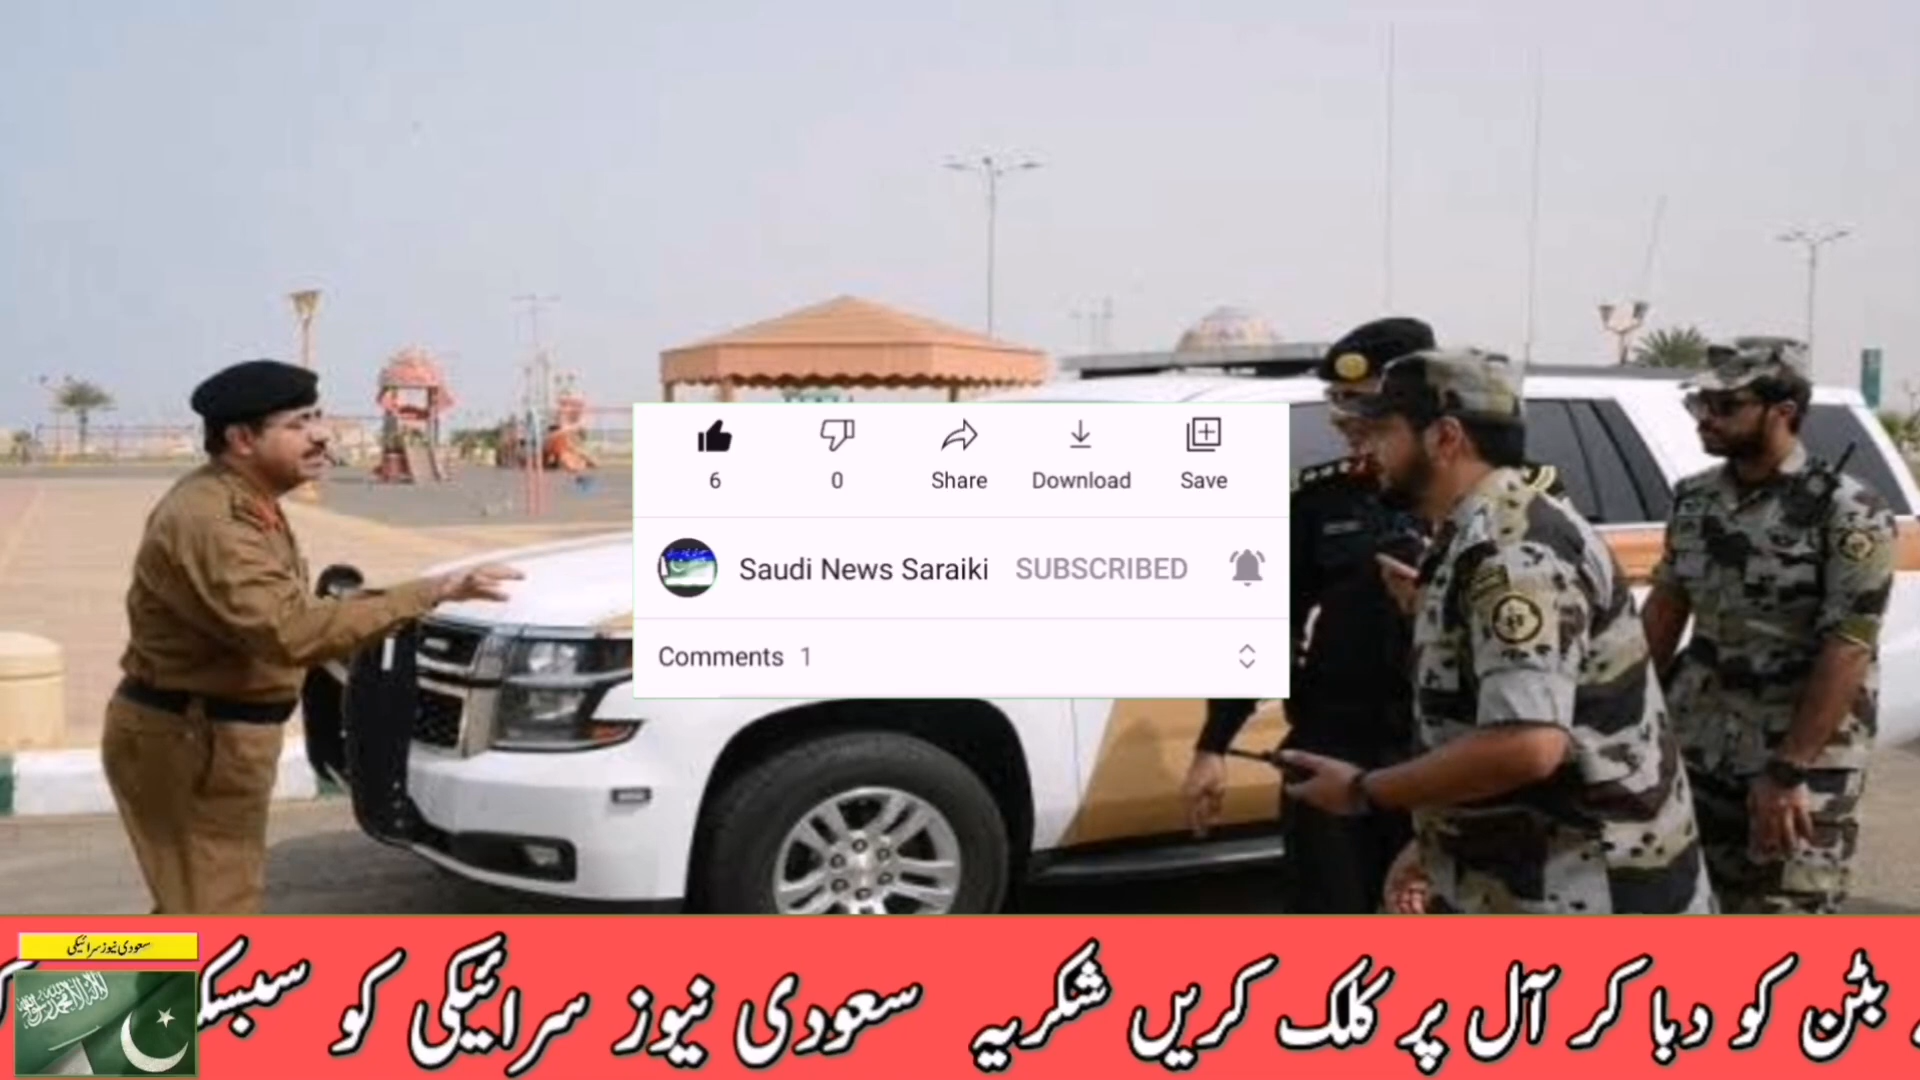 6
0
Share
Download
Save
Saudi News Saraiki
SUBSCRIBED
Comments 1
سعودی نیوز سرائیکی
بٹن کو دبا کر آل پر کلک کریں شکریہ سعودی نیوز سرائیکی کو